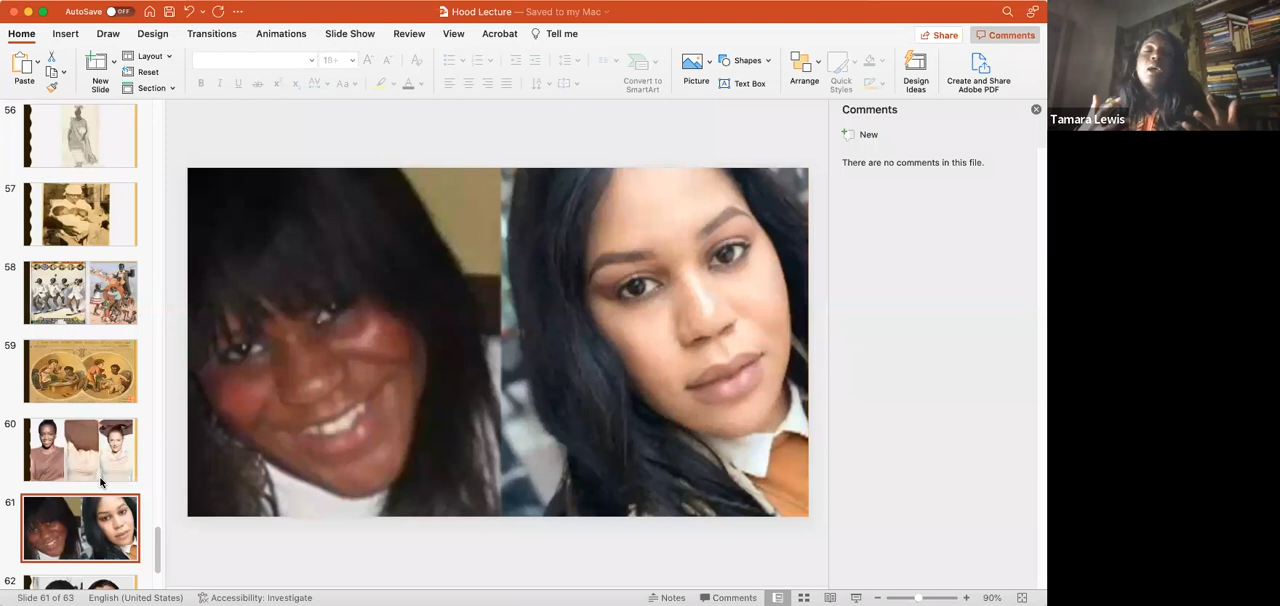 AutoSave OFF
Hood Lecture — Saved to my Mac
Home Insert Draw Design Transitions Animations Slide Show Review View Acrobat Tell me
Share Comments
Paste
New Slide
Layout
Reset
Section
18+
Convert to SmartArt
Picture
Shapes
Text Box
Arrange
Quick Styles
Design Ideas
Create and Share Adobe PDF
56
57
58
59
60
61
62
Comments
New
There are no comments in this file.
Tamara Lewis
Slide 61 of 63 English (United States) Accessibility: Investigate Notes Comments 90%